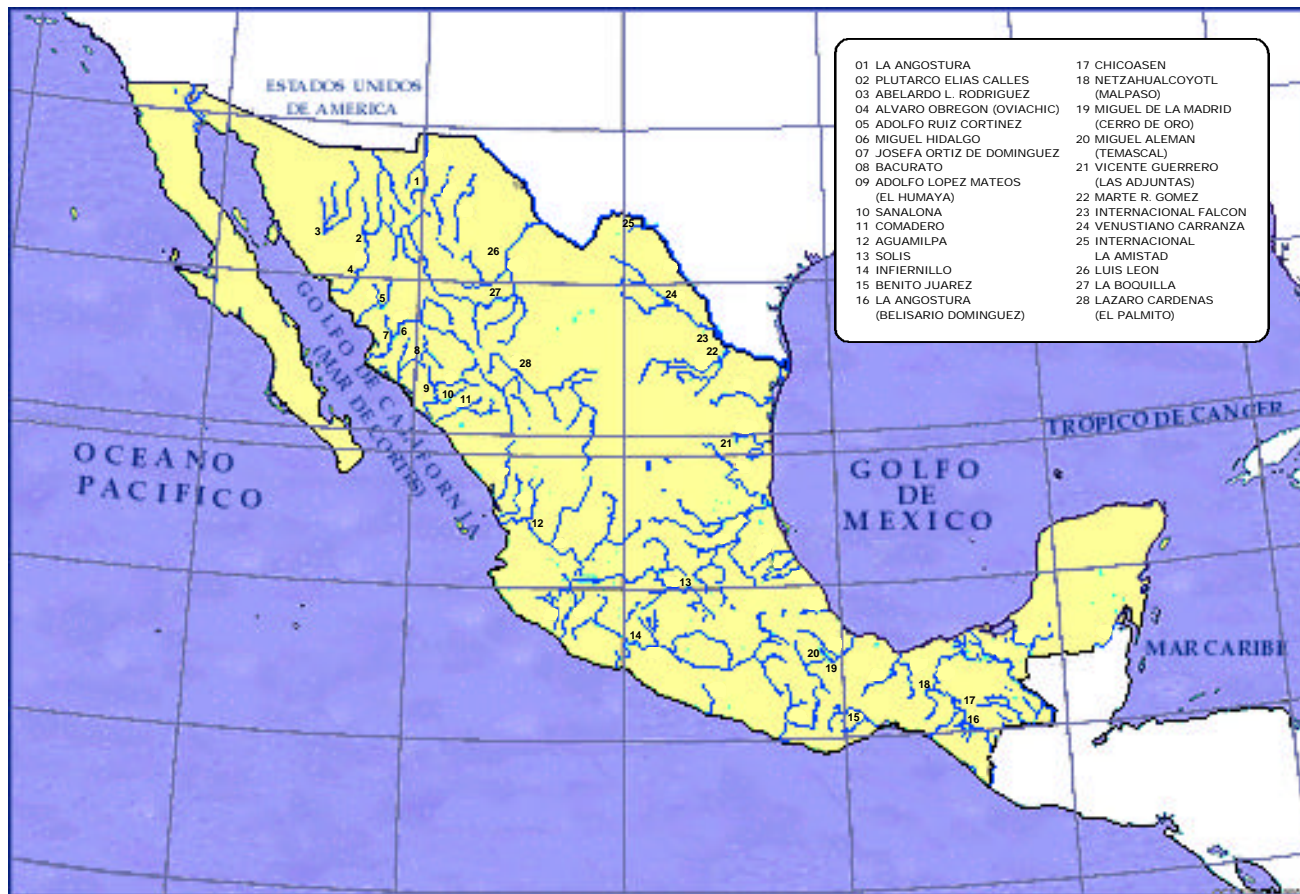 ESTADOS UNIDOS
DE AMERICA
01 LA ANGOSTURA
02 PLUTARCO ELIAS CALLES
03 ABELARDO L. RODRIGUEZ
04 ALVARO OBREGON (OVIACHIC)
05 ADOLFO RUIZ CORTINEZ
06 MIGUEL HIDALGO
07 JOSEFA ORTIZ DE DOMINGUEZ
08 BACURATO
09 ADOLFO LOPEZ MATEOS
(EL HUMAYA)
10 SANALONA
11 COMADERO
12 AGUAMILPA
13 SOLIS
14 INFIERNILLO
15 BENITO JUAREZ
16 LA ANGOSTURA
(BELISARIO DOMINGUEZ)
17 CHICOASEN
18 NETZAHUALCOYOTL
(MALPASO)
19 MIGUEL DE LA MADRID
(CERRO DE ORO)
20 MIGUEL ALEMAN
(TEMASCAL)
21 VICENTE GUERRERO
(LAS ADJUNTAS)
22 MARTE R. GOMEZ
23 INTERNACIONAL FALCON
24 VENUSTIANO CARRANZA
25 INTERNACIONAL
LA AMISTAD
26 LUIS LEON
27 LA BOQUILLA
28 LAZARO CARDENAS
(EL PALMITO)
1
25
3
2
26
4
5
27
24
7
6
23
8
22
28
9
10
11
GOLFO DE CALIFORNIA
(MAR DE CORTES)
TROPICO DE CANCER
21
OCEANO
PACIFICO
GOLFO
DE
MEXICO
12
13
14
20
19
MAR CARIBE
18
17
15
16